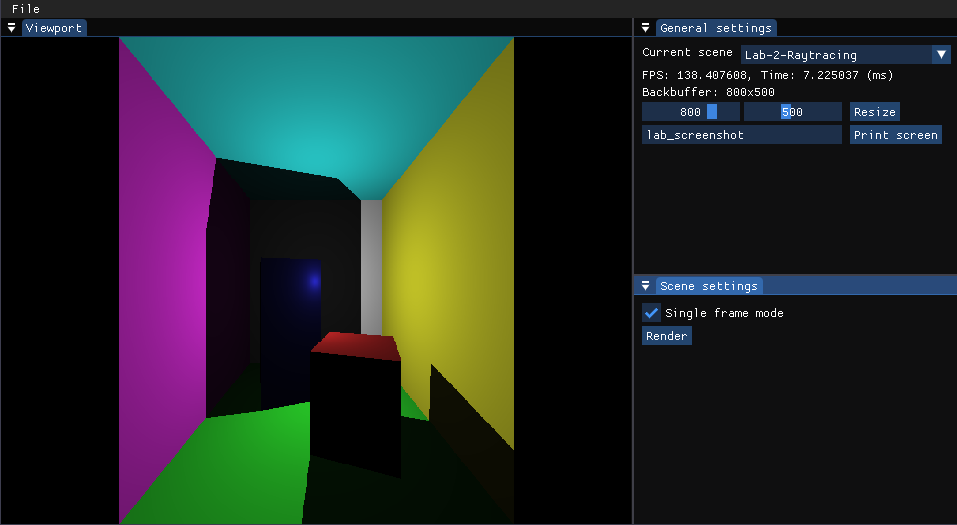 File
Viewport
General settings
Current scene Lab-2-Raytracing
FPS: 138.407608, Time: 7.225037 (ms)
Backbuffer: 800x500
800 500 Resize
lab_screenshot Print screen
Scene settings
Single frame mode
Render